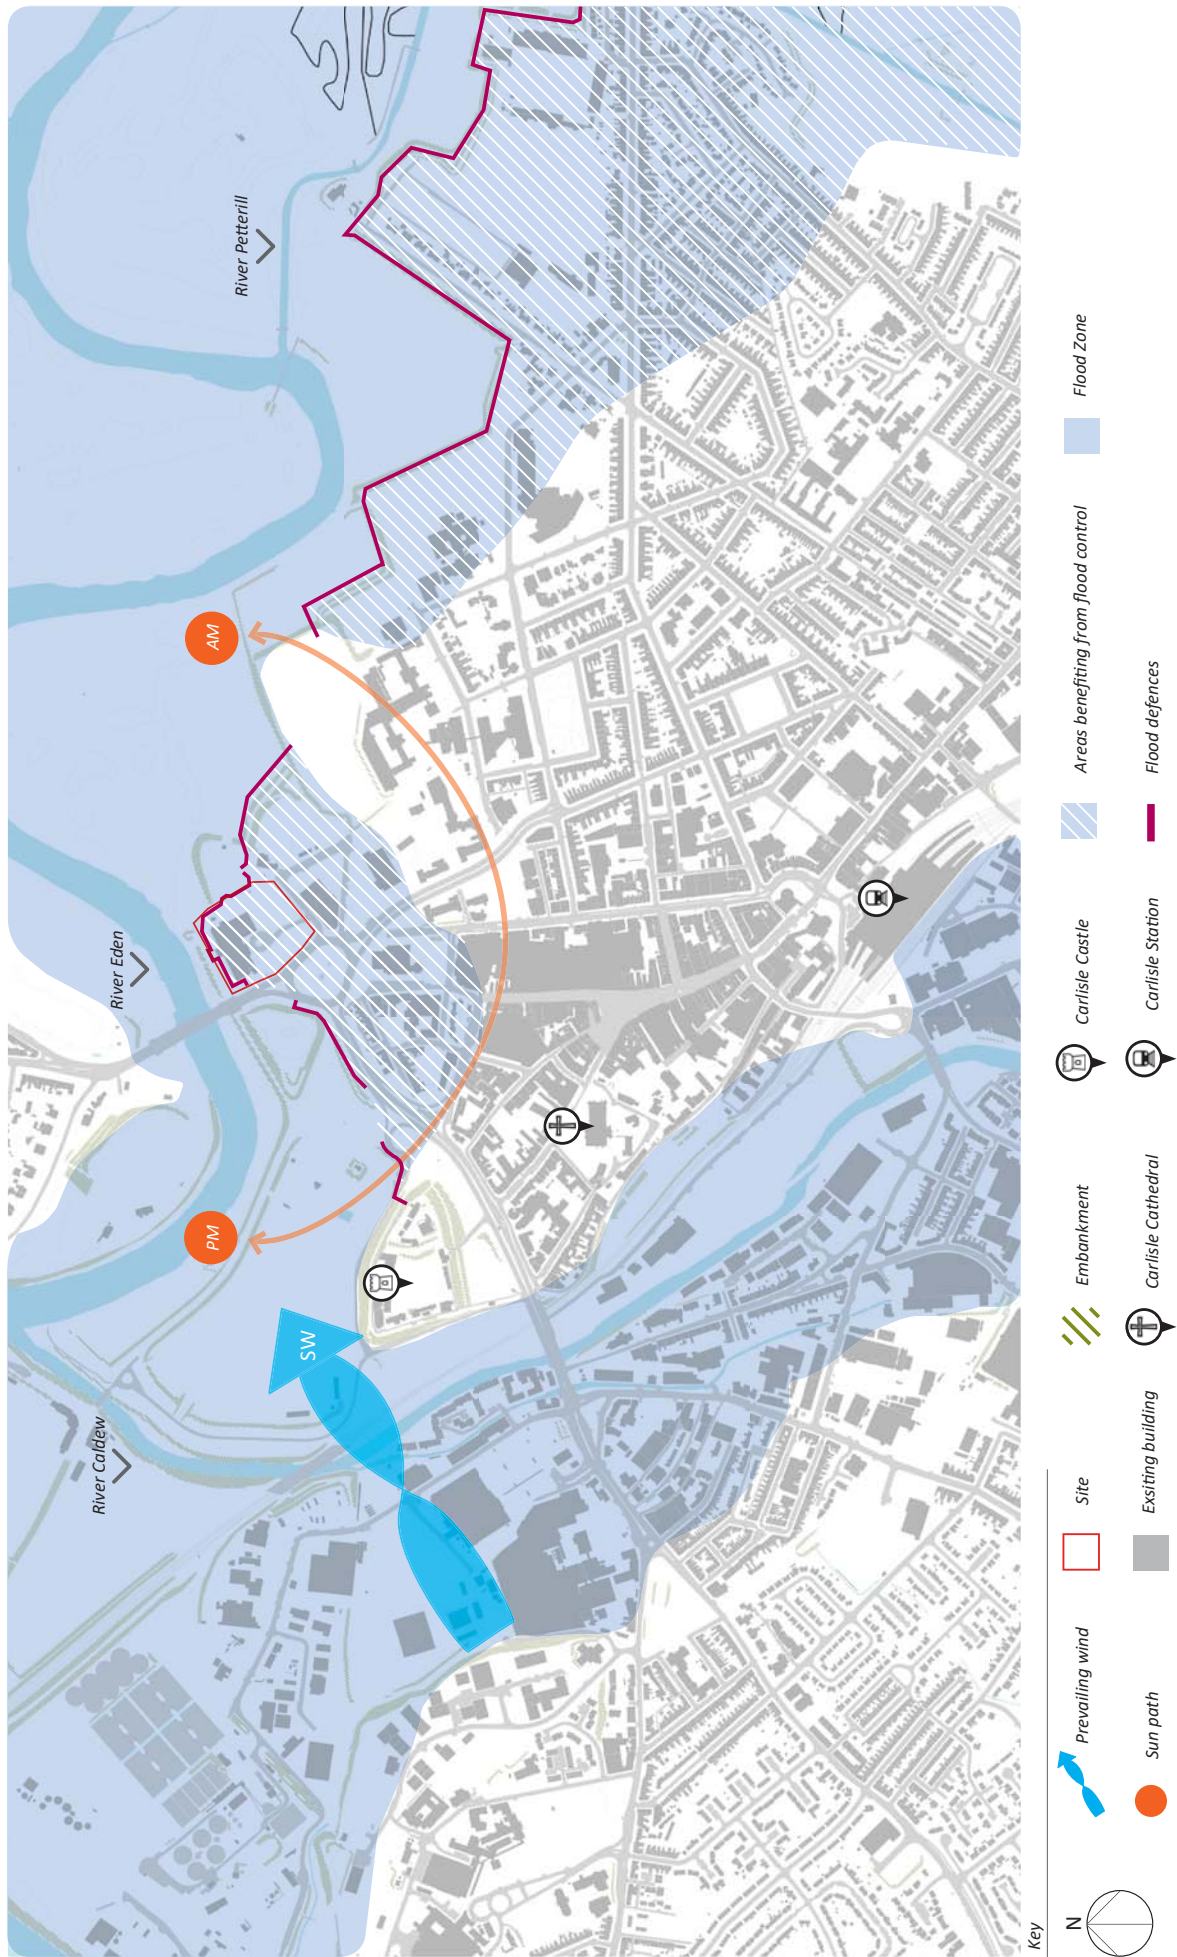 River Petterill
River Eden
River Caldew
AM
PM
SW
Key
N
Prevailing wind
Site
Embankment
Carlisle Castle
Areas benefiting from flood control
Flood Zone
Sun path
Exsiting building
Carlisle Cathedral
Carlisle Station
Flood defences